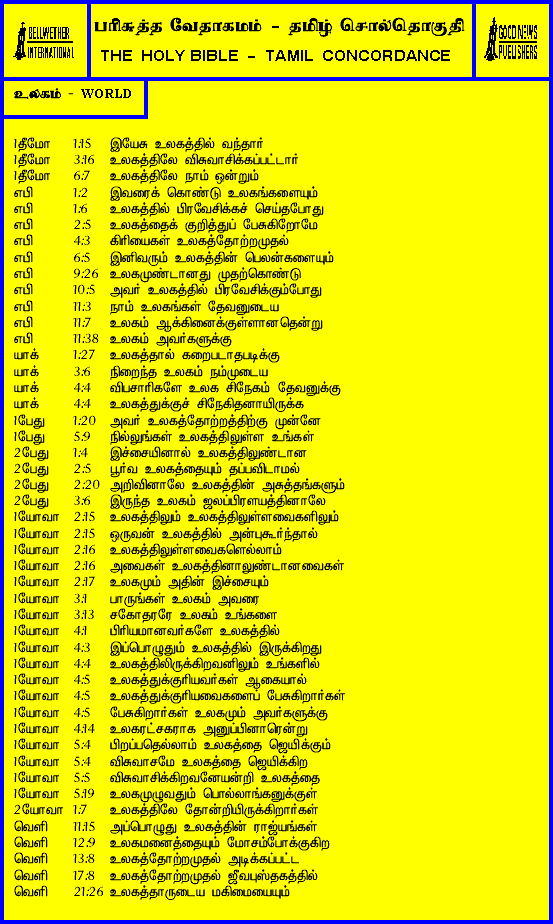 BELLWETHER
INTERNATIONAL
பரிசுத்த வேதாகமம் - தமிழ் சொல்தொகுதி
THE HOLY BIBLE - TAMIL CONCORDANCE
GOOD NEWS
PUBLISHERS
உலகம் - WORLD
1தீமோ 1:15 இயேசு உலகத்தில் வந்தார்
1தீமோ 3:16 உலகத்திலே விசுவாசிக்கப்பட்டார்
1தீமோ 6:7 உலகத்திலே நாம் ஒன்றும்
எபி 1:2 இவரைக் கொண்டு உலகங்களையும்
எபி 1:6 உலகத்தில் பிரவேசிக்கச் செய்தபோது
எபி 2:5 உலகத்தைக் குறித்துப் பேசுகிறோமே
எபி 4:3 கிரியைகள் உலகத்தோற்றமுதல்
எபி 6:5 இனிவரும் உலகத்தின் பெலன்களையும்
எபி 9:26 உலகமுண்டானது முதற்கொண்டு
எபி 10:5 அவர் உலகத்தில் பிரவேசிக்கும்போது
எபி 11:3 நாம் உலகங்கள் தேவனுடைய
எபி 11:7 உலகம் ஆக்கினைக்குள்ளானதென்று
எபி 11:38 உலகம் அவர்களுக்கு
யாக் 1:27 உலகத்தால் கறைபடாதபடிக்கு
யாக் 3:6 நிறைந்த உலகம் நம்முடைய
யாக் 4:4 விபசாரிகளே உலக சிநேகம் தேவனுக்கு
யாக் 4:4 உலகத்துக்குச் சிநேகிதனாயிருக்க
1பேது 1:20 அவர் உலகத்தோற்றத்திற்கு முன்னே
1பேது 5:9 நில்லுங்கள் உலகத்திலுள்ள உங்கள்
2பேது 1:4 இச்சையினால் உலகத்திலுண்டான
2பேது 2:5 பூர்வ உலகத்தையும் தப்பவிடாமல்
2பேது 2:20 அறிவினாலே உலகத்தின் அசுத்தங்களும்
2பேது 3:6 இருந்த உலகம் ஜலப்பிரளயத்தினாலே
1யோவா 2:15 உலகத்திலும் உலகத்திலுள்ளவைகளிலும்
1யோவா 2:15 ஒருவன் உலகத்தில் அன்புகூர்ந்தால்
1யோவா 2:16 உலகத்திலுள்ளவைகளெல்லாம்
1யோவா 2:16 அவைகள் உலகத்தினாலுண்டானவைகள்
1யோவா 2:17 உலகமும் அதின் இச்சையும்
1யோவா 3:1 பாருங்கள் உலகம் அவரை
1யோவா 3:13 சகோதரரே உலகம் உங்களை
1யோவா 4:1 பிரியமானவர்களே உலகத்தில்
1யோவா 4:3 இப்பொழுதும் உலகத்தில் இருக்கிறது
1யோவா 4:4 உலகத்திலிருக்கிறவனிலும் உங்களில்
1யோவா 4:5 உலகத்துக்குரியவர்கள் ஆகையால்
1யோவா 4:5 உலகத்துக்குரியவைகளைப் பேசுகிறார்கள்
1யோவா 4:5 பேசுகிறார்கள் உலகமும் அவர்களுக்கு
1யோவா 4:14 உலகரட்சகராக அனுப்பினாரென்று
1யோவா 5:4 பிறப்பதெல்லாம் உலகத்தை ஜெயிக்கும்
1யோவா 5:4 விசுவாசமே உலகத்தை ஜெயிக்கிற
1யோவா 5:5 விசுவாசிக்கிறவனேயன்றி உலகத்தை
1யோவா 5:19 உலகமுழுவதும் பொல்லாங்கனுக்குள்
2யோவா 1:7 உலகத்திலே தோன்றியிருக்கிறார்கள்
வெளி 11:15 அப்பொழுது உலகத்தின் ராஜ்யங்கள்
வெளி 12:9 உலகமனைத்தையும் மோசம்போக்குகிற
வெளி 13:8 உலகத்தோற்றமுதல் அடிக்கப்பட்ட
வெளி 17:8 உலகத்தோற்றமுதல் ஜீவபுஸ்தகத்தில்
வெளி 21:26 உலகத்தாருடைய மகிமையையும்